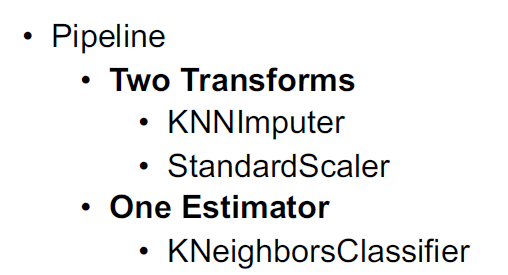 • Pipeline
• Two Transforms
• KNNImputer
• StandardScaler
• One Estimator
• KNeighborsClassifier